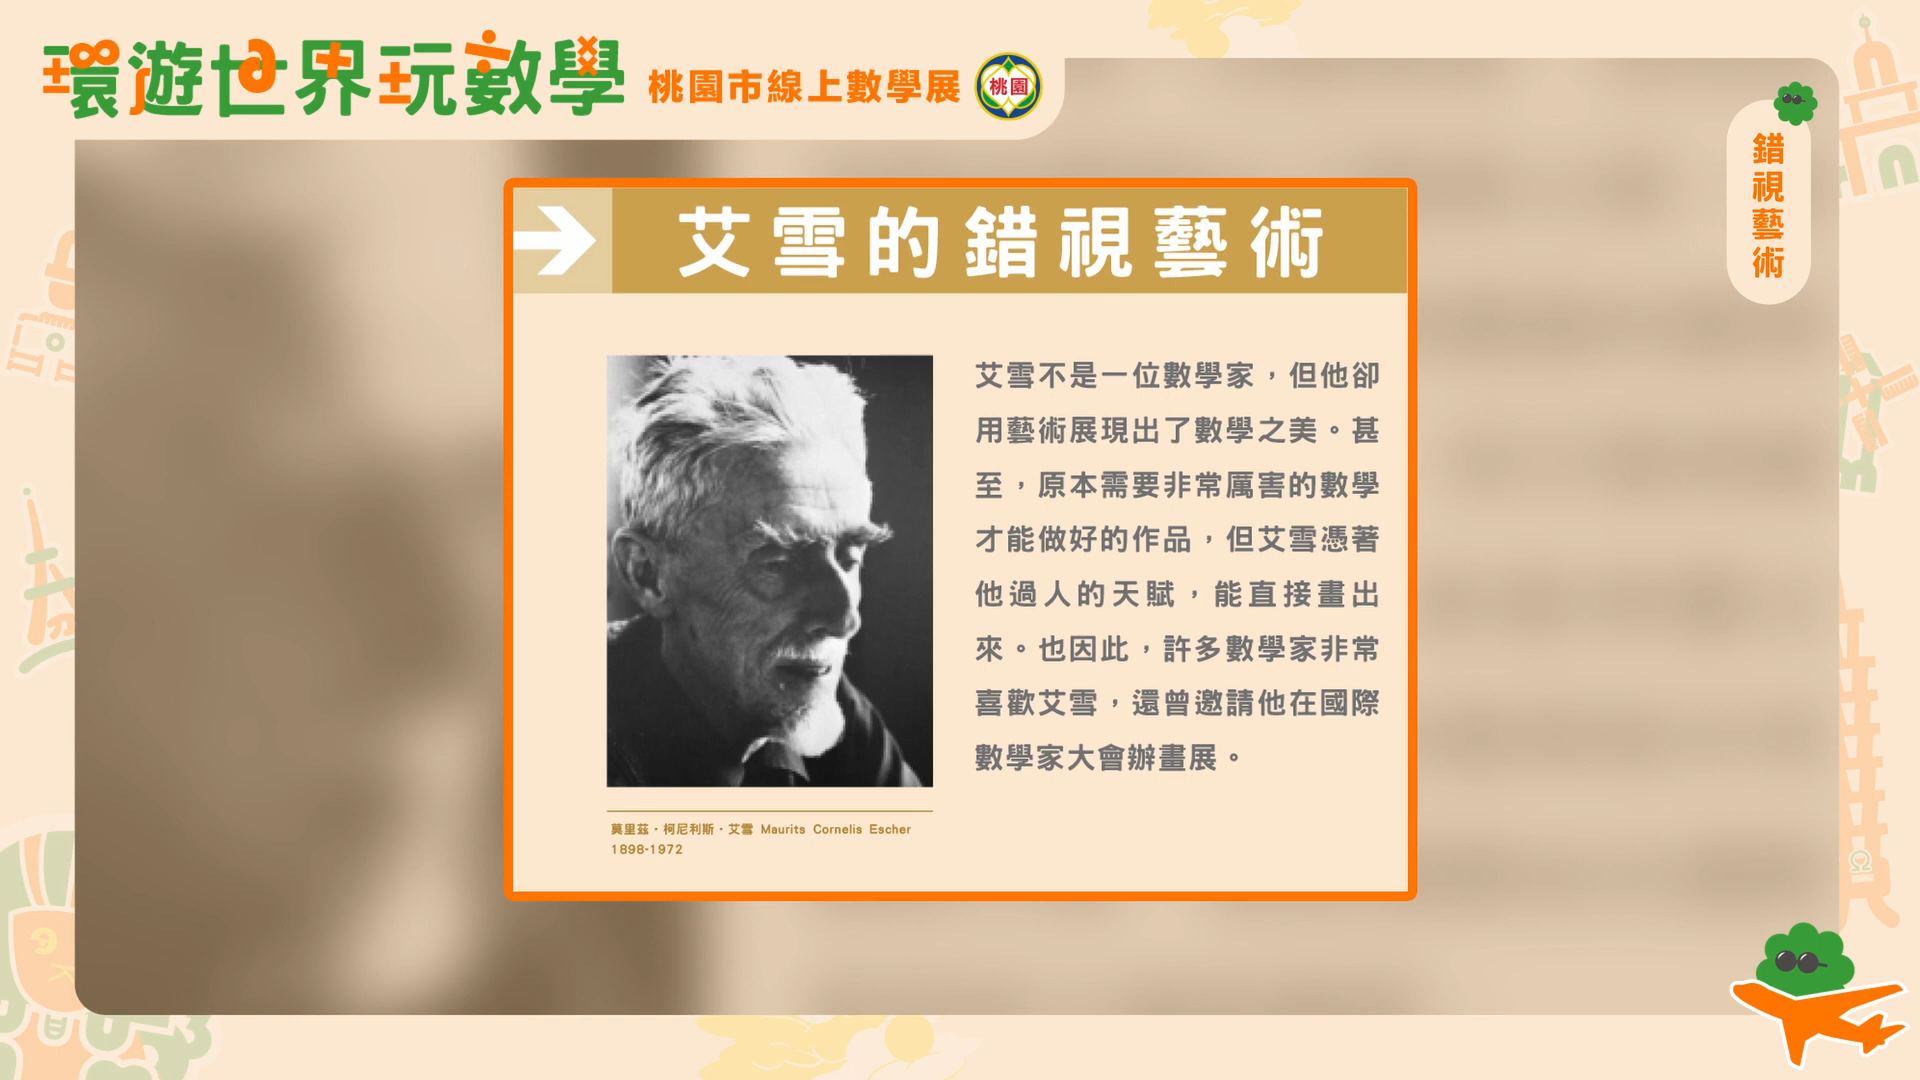 環遊世界玩數學
桃園市線上數學展
桃園
錯視藝術
艾雪的錯視藝術
艾雪不是一位數學家，但他卻
用藝術展現出了數學之美。甚
至，原本需要非常厲害的數學
才能做好的作品，但艾雪憑著
他過人的天賦，能直接畫出
來。也因此，許多數學家非常
喜歡艾雪，還曾邀請他在國際
數學家大會辦畫展。
莫里茲·柯尼利斯·艾雪 Maurits Cornelis Escher
1898-1972